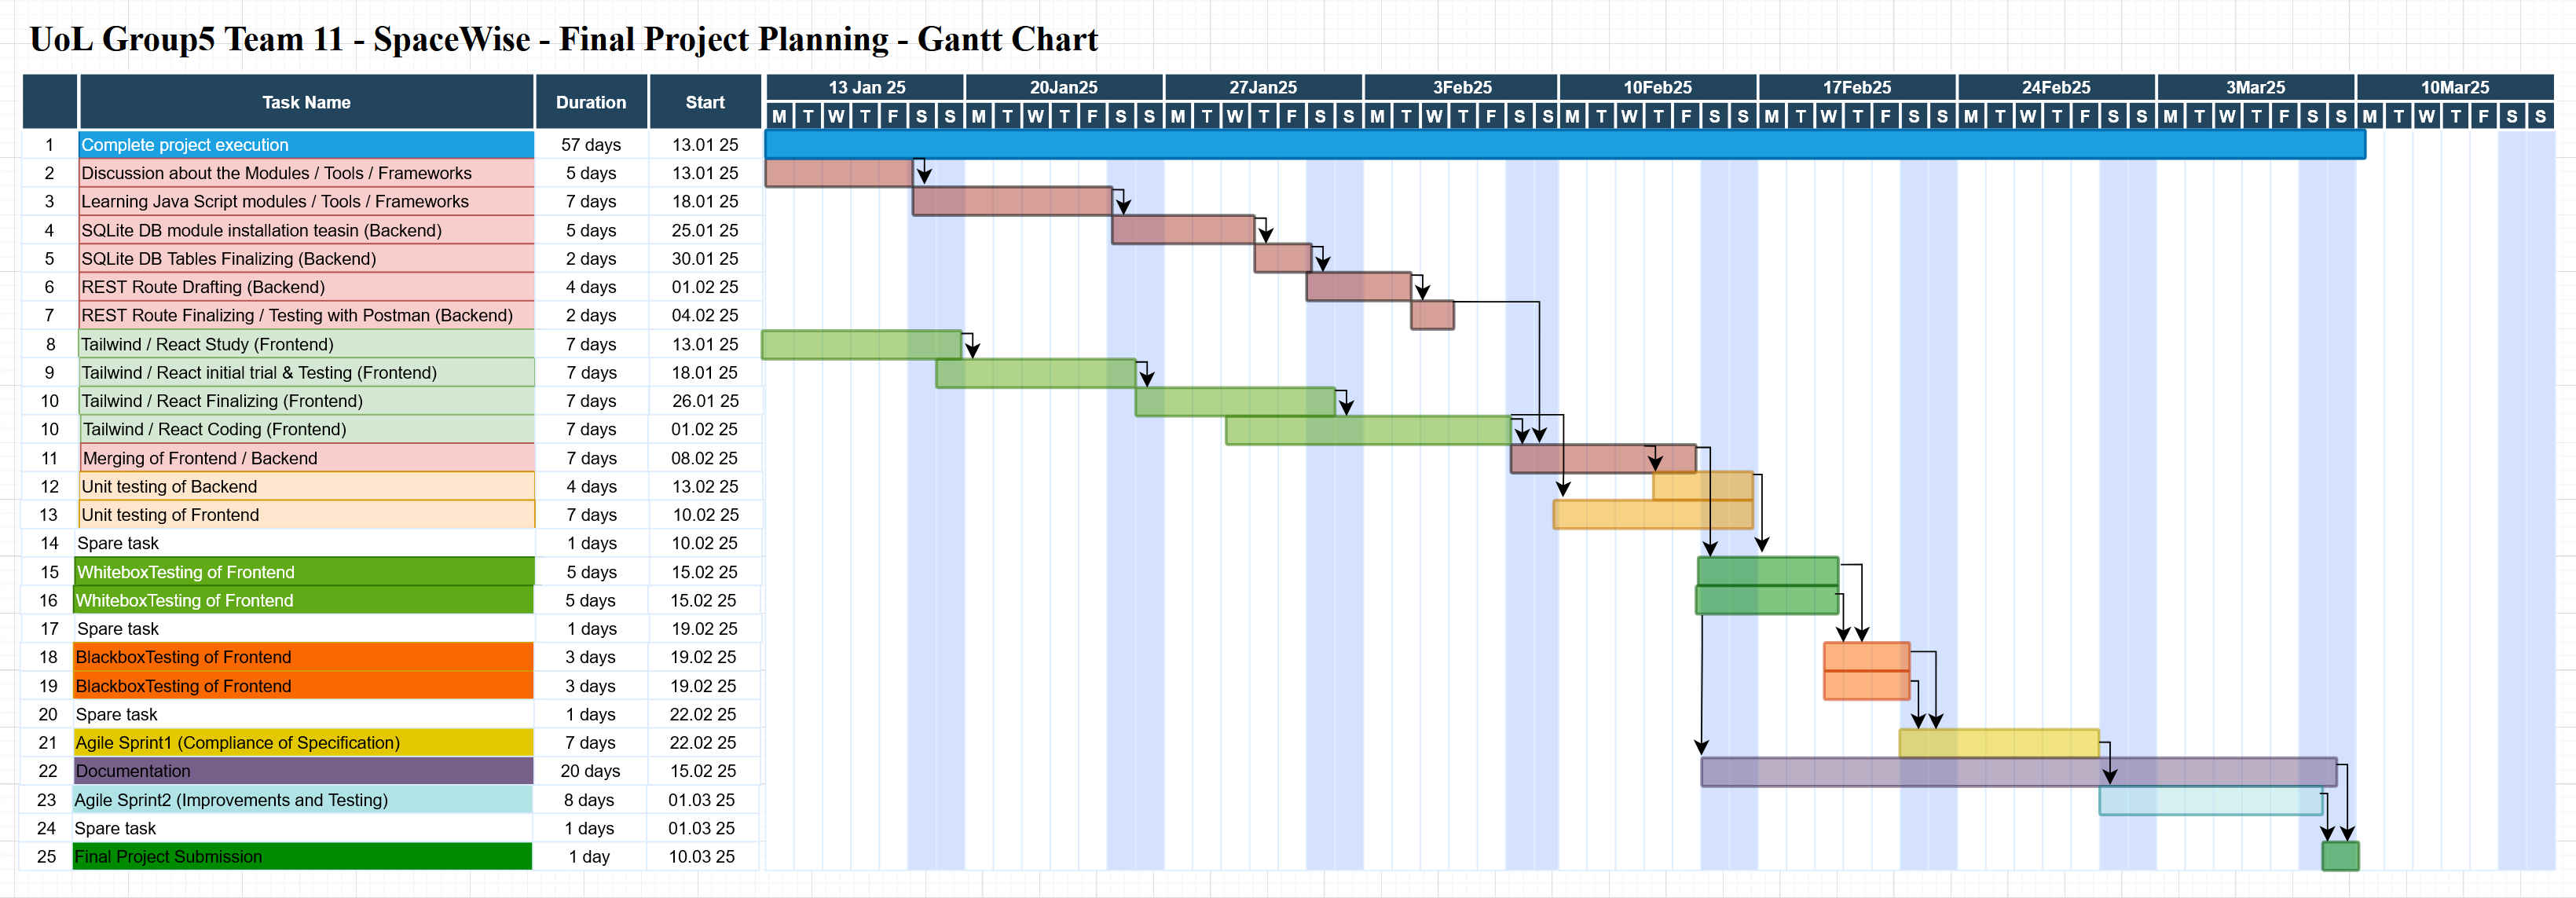 UoL Group5 Team 11 - SpaceWise - Final Project Planning - Gantt Chart
Task Name Duration Start 13 Jan 25 20Jan25 27Jan25 3Feb25 10Feb25 17Feb25 24Feb25 3Mar25 10Mar25
M T W T F S S M T W T F S S M T W T F S S M T W T F S S M T W T F S S M T W T F S S M T W T F S S M T W T F S S M T W T F S S
1 Complete project execution 57 days 13.01 25
2 Discussion about the Modules / Tools / Frameworks 5 days 13.01 25
3 Learning Java Script modules / Tools / Frameworks 7 days 18.01 25
4 SQLite DB module installation teasin (Backend) 5 days 25.01 25
5 SQLite DB Tables Finalizing (Backend) 2 days 30.01 25
6 REST Route Drafting (Backend) 4 days 01.02 25
7 REST Route Finalizing / Testing with Postman (Backend) 2 days 04.02 25
8 Tailwind / React Study (Frontend) 7 days 13.01 25
9 Tailwind / React initial trial & Testing (Frontend) 7 days 18.01 25
10 Tailwind / React Finalizing (Frontend) 7 days 26.01 25
10 Tailwind / React Coding (Frontend) 7 days 01.02 25
11 Merging of Frontend / Backend 7 days 08.02 25
12 Unit testing of Backend 4 days 13.02 25
13 Unit testing of Frontend 7 days 10.02 25
14 Spare task 1 days 10.02 25
15 WhiteboxTesting of Frontend 5 days 15.02 25
16 WhiteboxTesting of Frontend 5 days 15.02 25
17 Spare task 1 days 19.02 25
18 BlackboxTesting of Frontend 3 days 19.02 25
19 BlackboxTesting of Frontend 3 days 19.02 25
20 Spare task 1 days 22.02 25
21 Agile Sprint1 (Compliance of Specification) 7 days 22.02 25
22 Documentation 20 days 15.02 25
23 Agile Sprint2 (Improvements and Testing) 8 days 01.03 25
24 Spare task 1 days 01.03 25
25 Final Project Submission 1 day 10.03 25